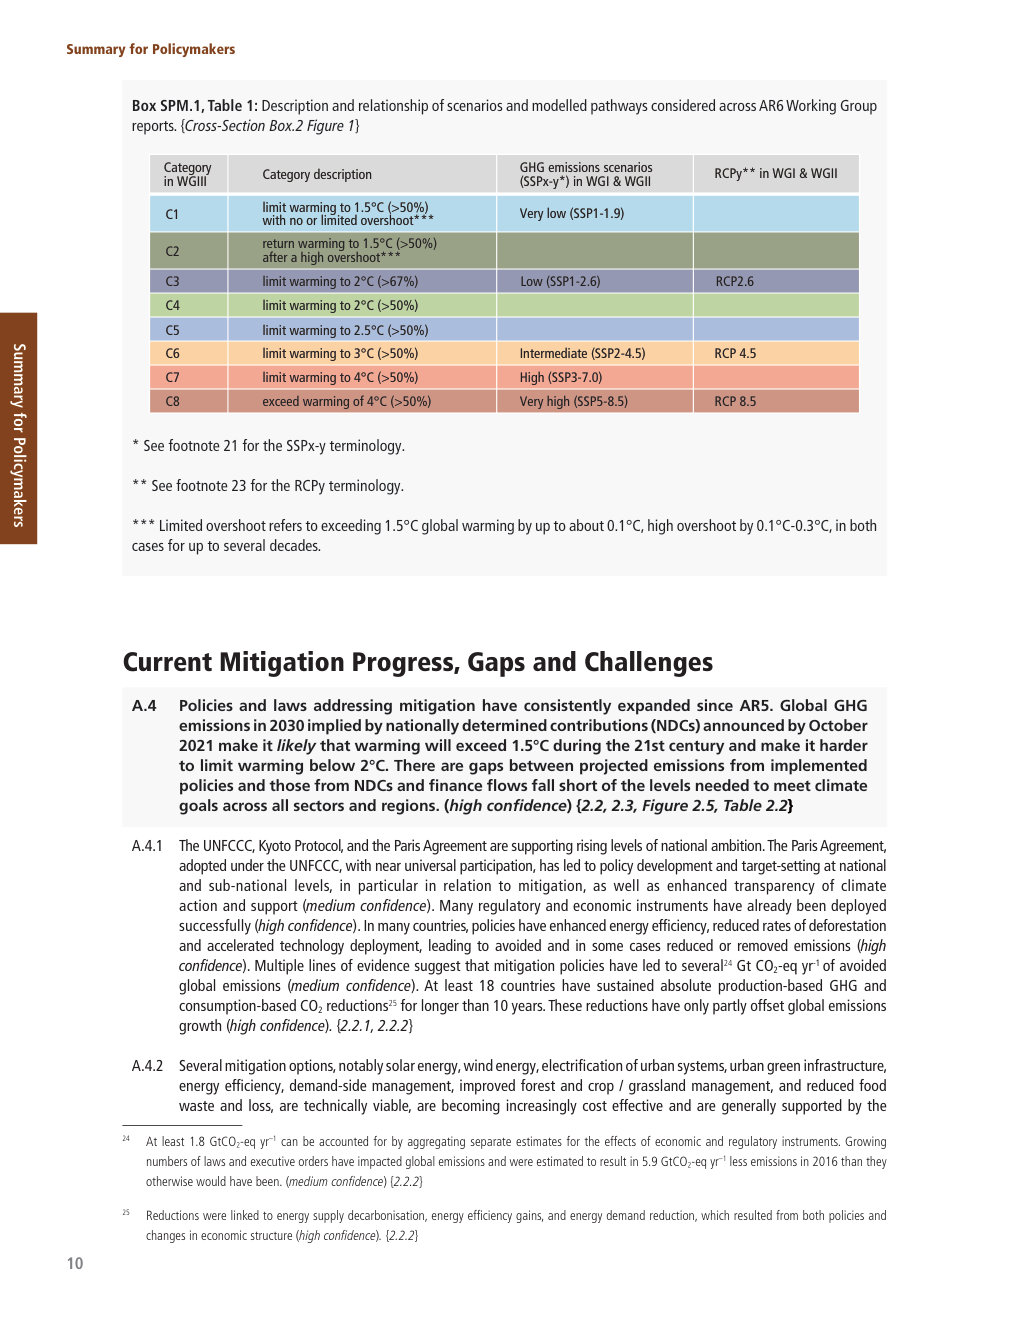 Summary for Policymakers
Box SPM.1, Table 1: Description and relationship of scenarios and modelled pathways considered across AR6 Working Group
reports. {Cross-Section Box.2 Figure 1}
Category in WGIII | Category description | GHG emissions scenarios (SSPx-y*) in WGI & WGII | RCPy** in WGI & WGII
C1 | limit warming to 1.5°C (>50%) with no or limited overshoot*** | Very low (SSP1-1.9)
C2 | return warming to 1.5°C (>50%) after a high overshoot***
C3 | limit warming to 2°C (>67%) | Low (SSP1-2.6) | RCP2.6
C4 | limit warming to 2°C (>50%)
C5 | limit warming to 2.5°C (>50%)
C6 | limit warming to 3°C (>50%) | Intermediate (SSP2-4.5) | RCP 4.5
C7 | limit warming to 4°C (>50%) | High (SSP3-7.0)
C8 | exceed warming of 4°C (>50%) | Very high (SSP5-8.5) | RCP 8.5
* See footnote 21 for the SSPx-y terminology.
** See footnote 23 for the RCPy terminology.
*** Limited overshoot refers to exceeding 1.5°C global warming by up to about 0.1°C, high overshoot by 0.1°C-0.3°C, in both
cases for up to several decades.
Summary for Policymakers
Current Mitigation Progress, Gaps and Challenges
A.4 Policies and laws addressing mitigation have consistently expanded since AR5. Global GHG
emissions in 2030 implied by nationally determined contributions (NDCs) announced by October
2021 make it likely that warming will exceed 1.5°C during the 21st century and make it harder
to limit warming below 2°C. There are gaps between projected emissions from implemented
policies and those from NDCs and finance flows fall short of the levels needed to meet climate
goals across all sectors and regions. (high confidence) {2.2, 2.3, Figure 2.5, Table 2.2}
A.4.1 The UNFCCC, Kyoto Protocol, and the Paris Agreement are supporting rising levels of national ambition. The Paris Agreement,
adopted under the UNFCCC, with near universal participation, has led to policy development and target-setting at national
and sub-national levels, in particular in relation to mitigation, as well as enhanced transparency of climate
action and support (medium confidence). Many regulatory and economic instruments have already been deployed
successfully (high confidence). In many countries, policies have enhanced energy efficiency, reduced rates of deforestation
and accelerated technology deployment, leading to avoided and in some cases reduced or removed emissions (high
confidence). Multiple lines of evidence suggest that mitigation policies have led to several²⁴ Gt CO₂-eq yr⁻¹ of avoided
global emissions (medium confidence). At least 18 countries have sustained absolute production-based GHG and
consumption-based CO₂ reductions²⁵ for longer than 10 years. These reductions have only partly offset global emissions
growth (high confidence). {2.2.1, 2.2.2}
A.4.2 Several mitigation options, notably solar energy, wind energy, electrification of urban systems, urban green infrastructure,
energy efficiency, demand-side management, improved forest and crop / grassland management, and reduced food
waste and loss, are technically viable, are becoming increasingly cost effective and are generally supported by the
24 At least 1.8 GtCO₂-eq yr⁻¹ can be accounted for by aggregating separate estimates for the effects of economic and regulatory instruments. Growing
numbers of laws and executive orders have impacted global emissions and were estimated to result in 5.9 GtCO₂-eq yr⁻¹ less emissions in 2016 than they
otherwise would have been. (medium confidence) {2.2.2}
25 Reductions were linked to energy supply decarbonisation, energy efficiency gains, and energy demand reduction, which resulted from both policies and
changes in economic structure (high confidence). {2.2.2}
10